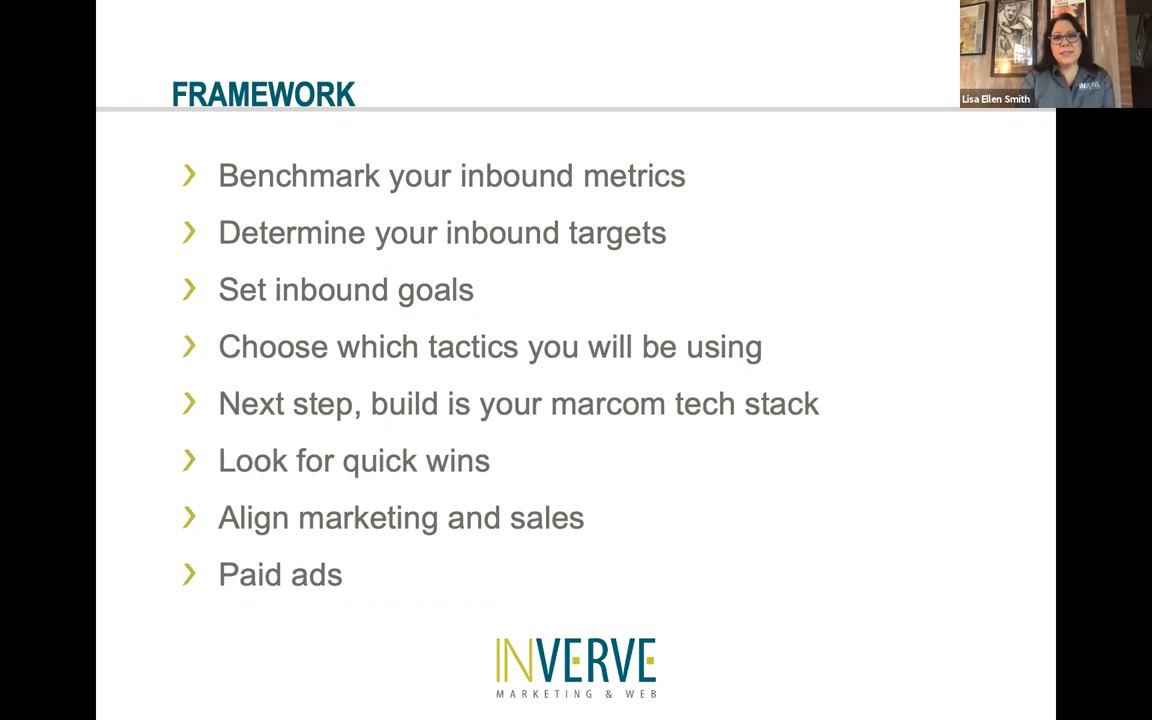 FRAMEWORK
Lisa Ellen Smith
INVERVE
Benchmark your inbound metrics
Determine your inbound targets
Set inbound goals
Choose which tactics you will be using
Next step, build is your marcom tech stack
Look for quick wins
Align marketing and sales
Paid ads
INVERVE
MARKETING & WEB